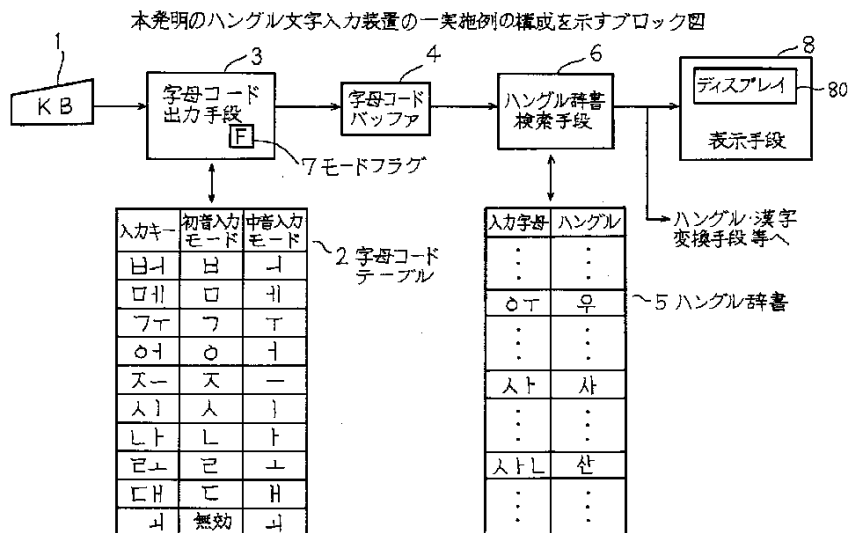 本発明のハングル文字入力装置の一実施例の構成を示すブロック図
1
KB
3
字母コード
出力手段
F
7 モードフラグ
4
字母コード
バッファ
6
ハングル辞書
検索手段
8
ディスプレイ
80
表示手段
ハングル・漢字
変換手段等へ
入力キー 初音入力モード 中音入力モード
ㅂㅓ ㅂ ㅓ
ㅁㅔ ㅁ ㅔ
ㄱㅜ ㄱ ㅜ
ㅇㅓ ㅇ ㅓ
ㅈㅡ ㅈ ㅡ
ㅅㅣ ㅅ ㅣ
ㄴㅏ ㄴ ㅏ
ㄹㅗ ㄹ ㅗ
ㄷㅐ ㄷ ㅐ
ㅚ 無効 ㅚ
2 字母コード
テーブル
入力字母 ハングル
ㅇㅜ 우
ㅅㅏ 사
ㅅㅏㄴ 산
5 ハングル辞書